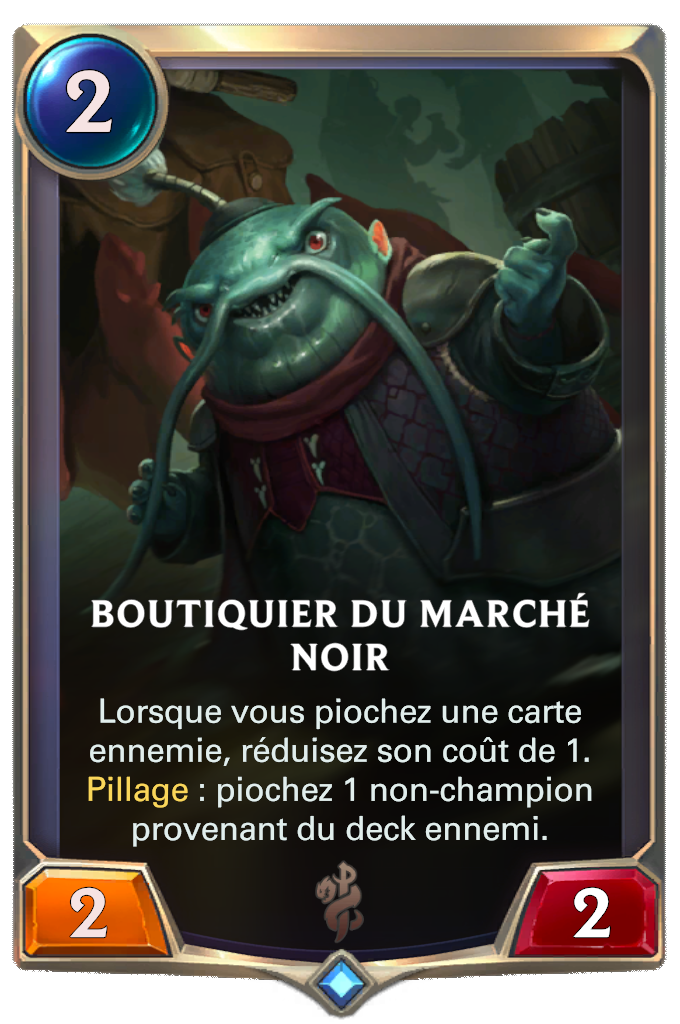 2
BOUTIQUIER DU MARCHÉ
NOIR
Lorsque vous piochez une carte
ennemie, réduisez son coût de 1.
Pillage : piochez 1 non-champion
provenant du deck ennemi.
2
2